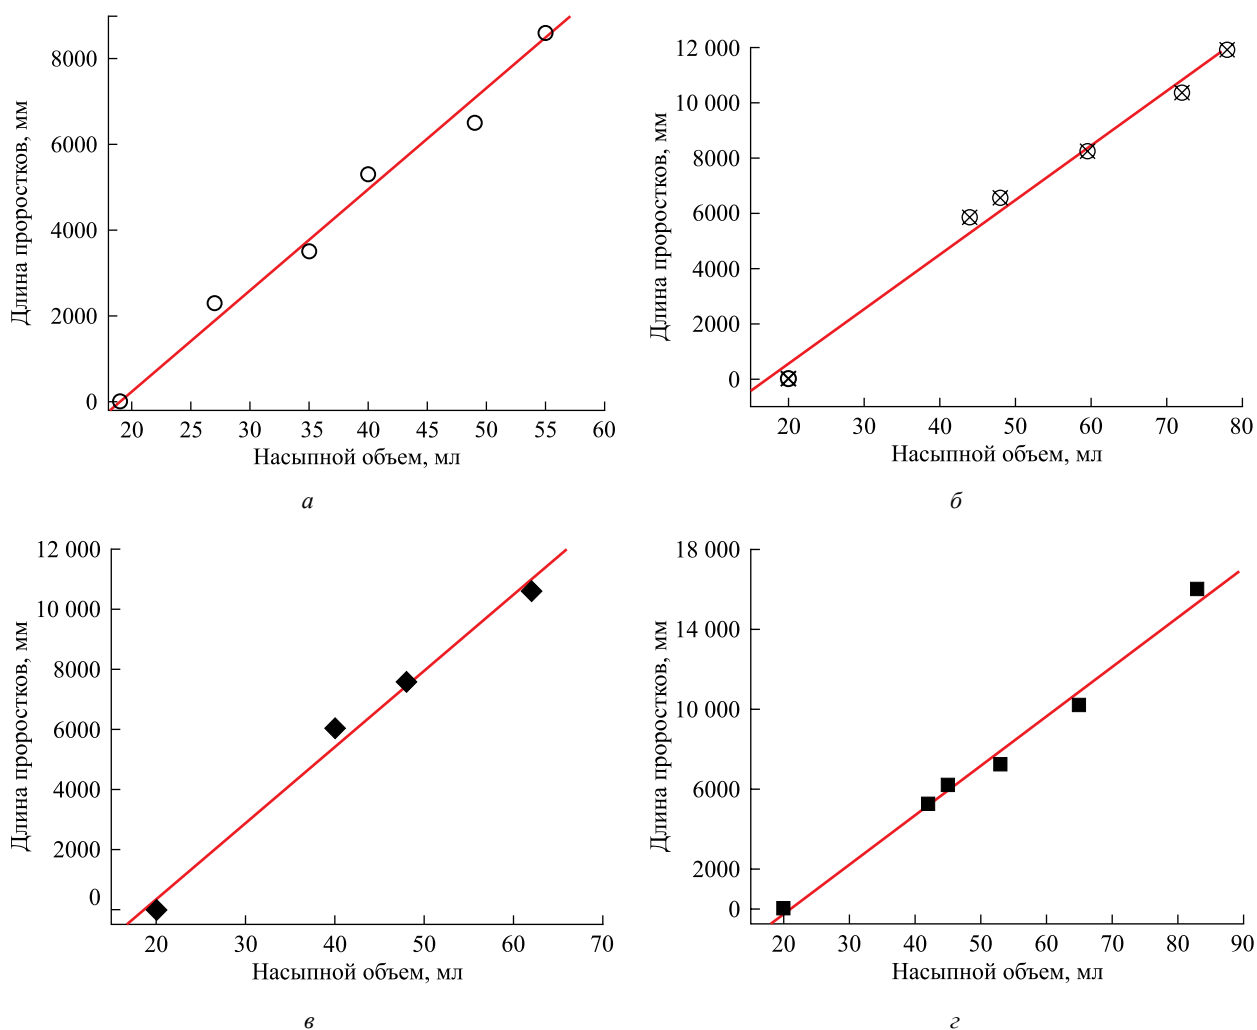 Длина проростков, мм
8000
6000
4000
2000
0
20 25 30 35 40 45 50 55 60
Насыпной объем, мл
а
Длина проростков, мм
12 000
10 000
8000
6000
4000
2000
0
20 30 40 50 60 70 80
Насыпной объем, мл
б
Длина проростков, мм
12 000
10 000
8000
6000
4000
2000
0
20 30 40 50 60 70
Насыпной объем, мл
в
Длина проростков, мм
18 000
14 000
10 000
6000
2000
0
20 30 40 50 60 70 80 90
Насыпной объем, мл
г